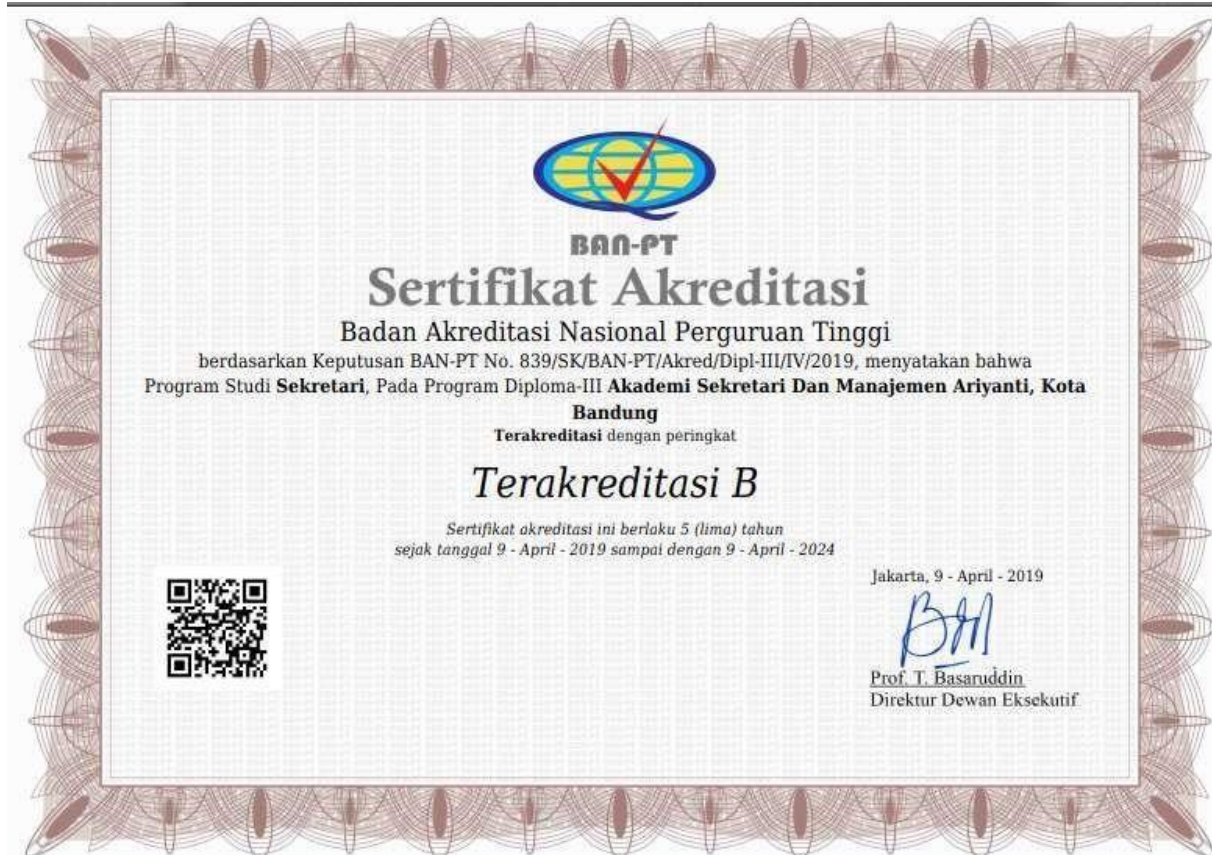 BAN-PT
Sertifikat Akreditasi
Badan Akreditasi Nasional Perguruan Tinggi
berdasarkan Keputusan BAN-PT No. 839/SK/BAN-PT/Akred/Dipl-III/IV/2019, menyatakan bahwa
Program Studi Sekretari, Pada Program Diploma-III Akademi Sekretari Dan Manajemen Ariyanti, Kota
Bandung
Terakreditasi dengan peringkat
Terakreditasi B
Sertifikat akreditasi ini berlaku 5 (lima) tahun
sejak tanggal 9 - April - 2019 sampai dengan 9 - April - 2024
Jakarta, 9 - April - 2019
Prof. T. Basaruddin
Direktur Dewan Eksekutif